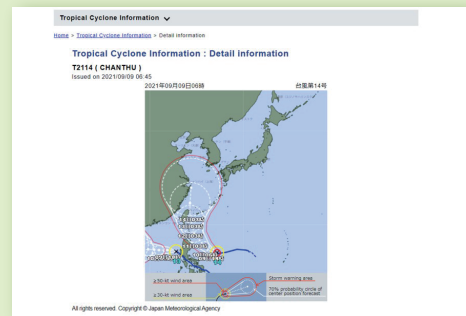 Tropical Cyclone Information
Home > Tropical Cyclone Information > Detail information
Tropical Cyclone Information : Detail Information
T2114 ( CHANTHU )
Issued on 2021/09/09 06:45
2021年09月09日06時 台風第14号
≥50-kt wind area
Storm warning area
≥30-kt wind area
70% probability circle of
center position forecast
All rights reserved. Copyright © Japan Meteorological Agency